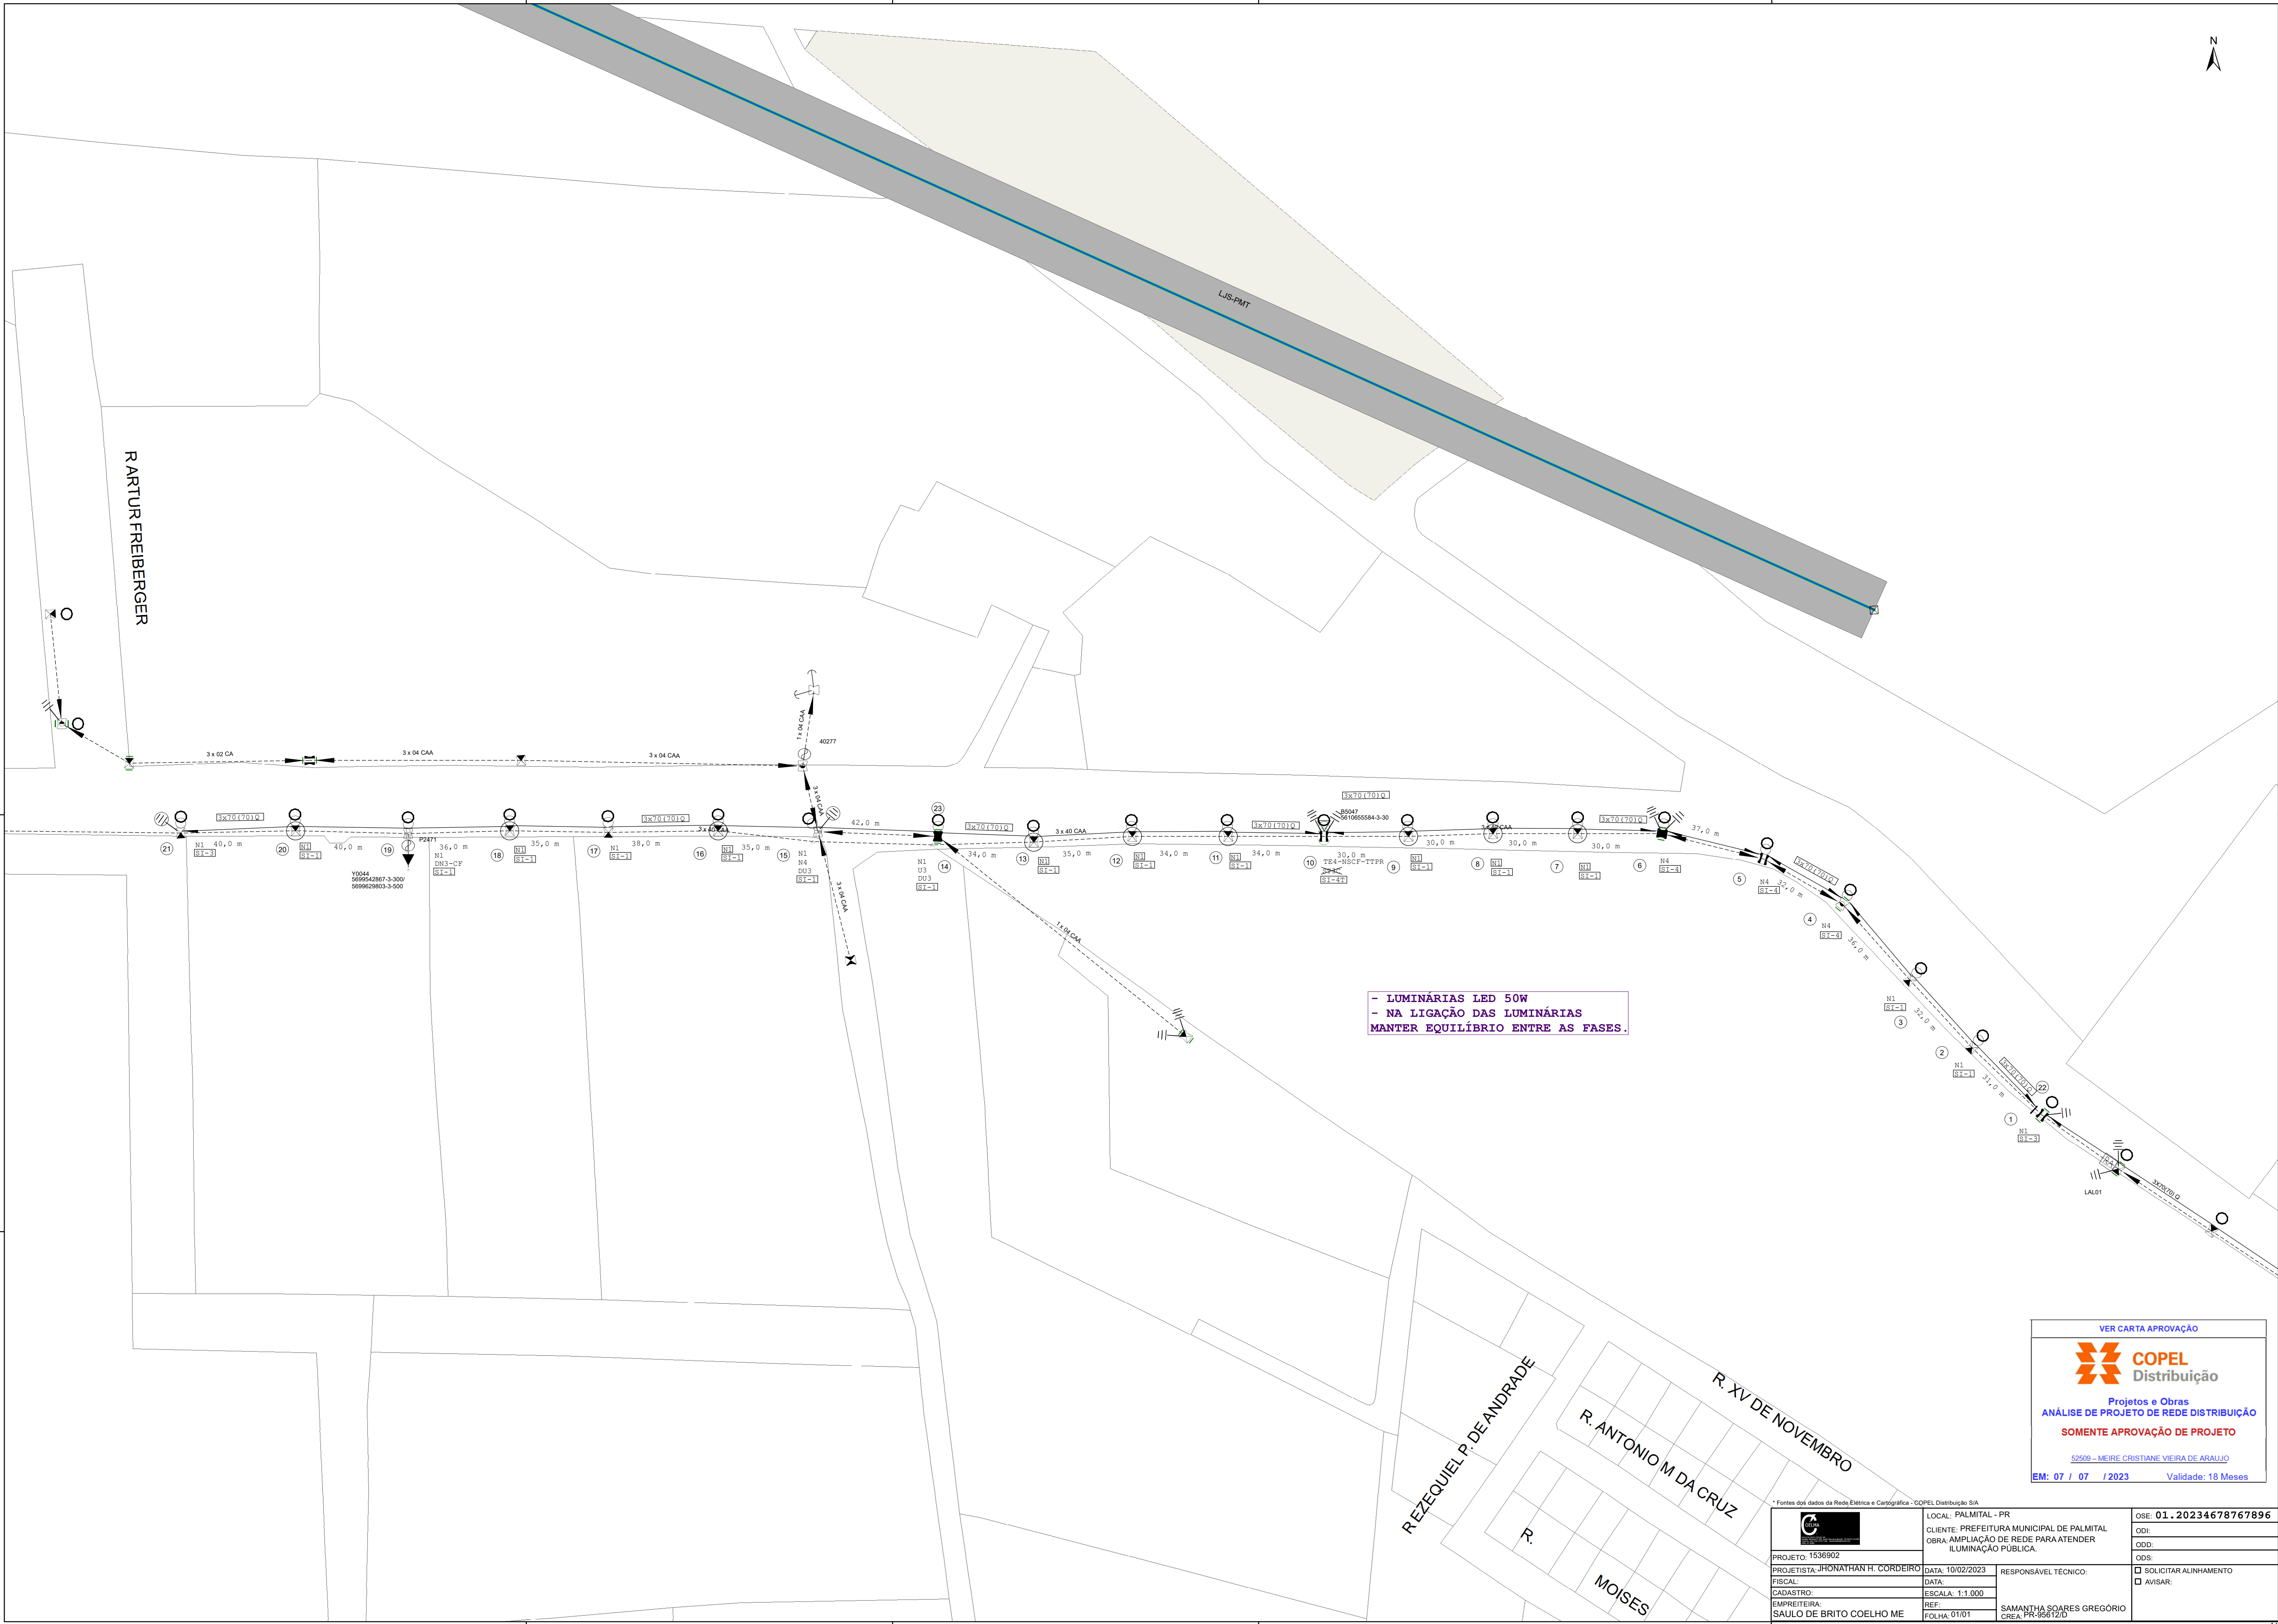 N
LJS-PMT
R ARTUR FREIBERGER
40277
1 x 04 CAA
3 x 02 CA
3 x 04 CAA
3 x 04 CAA
3 x 04 CAA
3 x 04 CAA
1 x 04 CAA
21
N1
SI-3
3x70(70)Q
40,0 m
20
N1
SI-1
40,0 m
19
P2471
Y0044
5699542867-3-300/
5699629803-3-500
36,0 m
N1
DN3-CF
SI-1
18
N1
SI-1
35,0 m
17
N1
SI-1
38,0 m
3x70(70)Q
16
N1
SI-1
35,0 m
15
N1
N4
DU3
SI-1
42,0 m
23
14
N1
U3
DU3
SI-1
3x70(70)Q
34,0 m
13
N1
SI-1
3 x 40 CAA
35,0 m
12
N1
SI-1
34,0 m
11
N1
SI-1
3x70(70)Q
34,0 m
3x70(70)Q
B5047
5610655584-3-30
10
30,0 m
TE4-NSCF-TTPR
SI-4T
9
N1
SI-1
30,0 m
8
N1
SI-1
30,0 m
7
N1
SI-1
3x70(70)Q
30,0 m
6
N4
SI-4
37,0 m
5
N4
SI-4
3x70(70)Q
32,0 m
4
N4
SI-4
36,0 m
N1
SI-1
3
32,0 m
2
N1
SI-1
3x70(70)Q
31,0 m
22
1
N1
SI-3
LAL01
3X70(70) Q
- LUMINÁRIAS LED 50W
- NA LIGAÇÃO DAS LUMINÁRIAS
MANTER EQUILÍBRIO ENTRE AS FASES.
R EZEQUIEL P. DE ANDRADE
R. XV DE NOVEMBRO
R. ANTONIO M DA CRUZ
R.
MOISES
VER CARTA APROVAÇÃO
COPEL
Distribuição
Projetos e Obras
ANÁLISE DE PROJETO DE REDE DISTRIBUIÇÃO
SOMENTE APROVAÇÃO DE PROJETO
52509 – MEIRE CRISTIANE VIEIRA DE ARAUJO
EM: 07 / 07 / 2023 Validade: 18 Meses
* Fontes dos dados da Rede Elétrica e Cartográfica - COPEL Distribuição S/A
LOCAL: PALMITAL - PR
CLIENTE: PREFEITURA MUNICIPAL DE PALMITAL
OBRA: AMPLIAÇÃO DE REDE PARA ATENDER
ILUMINAÇÃO PÚBLICA.
OSE: 01.20234678767896
ODI:
ODD:
ODS:
PROJETO: 1536902
PROJETISTA: JHONATHAN H. CORDEIRO
DATA: 10/02/2023
RESPONSÁVEL TÉCNICO:
SOLICITAR ALINHAMENTO
FISCAL:
DATA:
AVISAR:
CADASTRO:
ESCALA: 1:1.000
EMPREITEIRA:
SAULO DE BRITO COELHO ME
REF:
FOLHA: 01/01
SAMANTHA SOARES GREGÓRIO
CREA: PR-95612/D